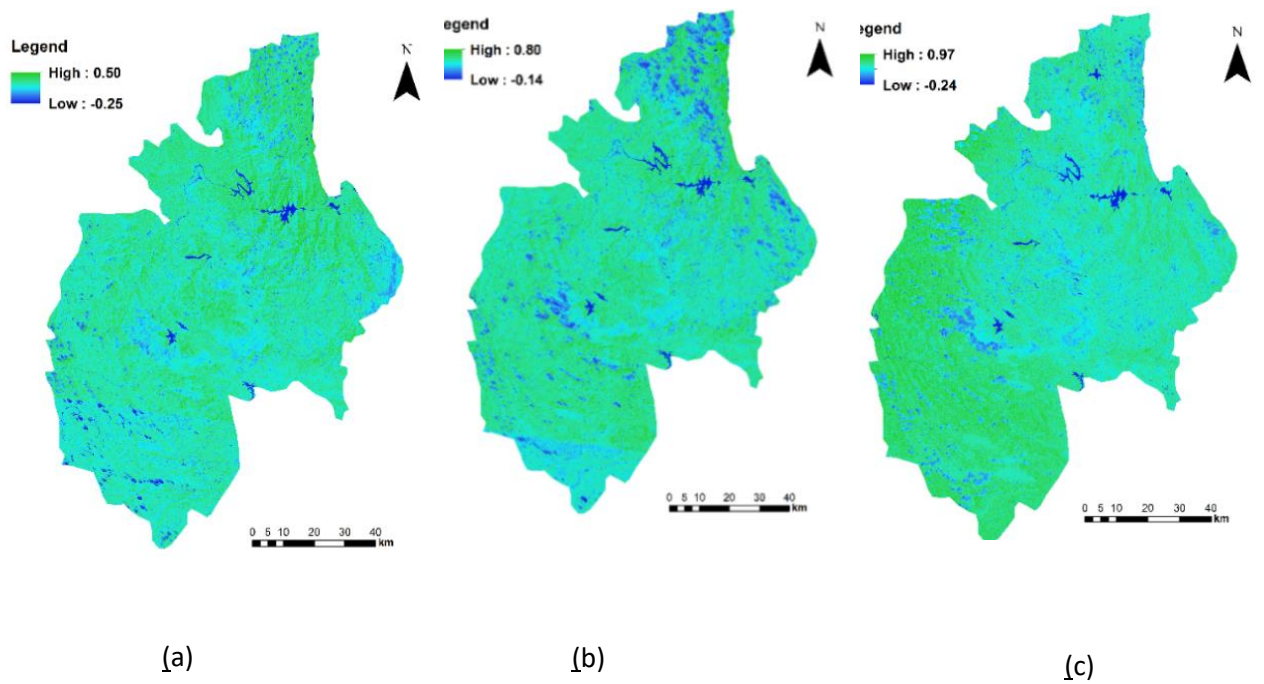 Legend
High : 0.50
Low : -0.25
N
0 5 10 20 30 40
km
(a)
egend
High : 0.80
Low : -0.14
N
0 5 10 20 30 40
km
(b)
egend
High : 0.97
Low : -0.24
N
0 5 10 20 30 40
km
(c)